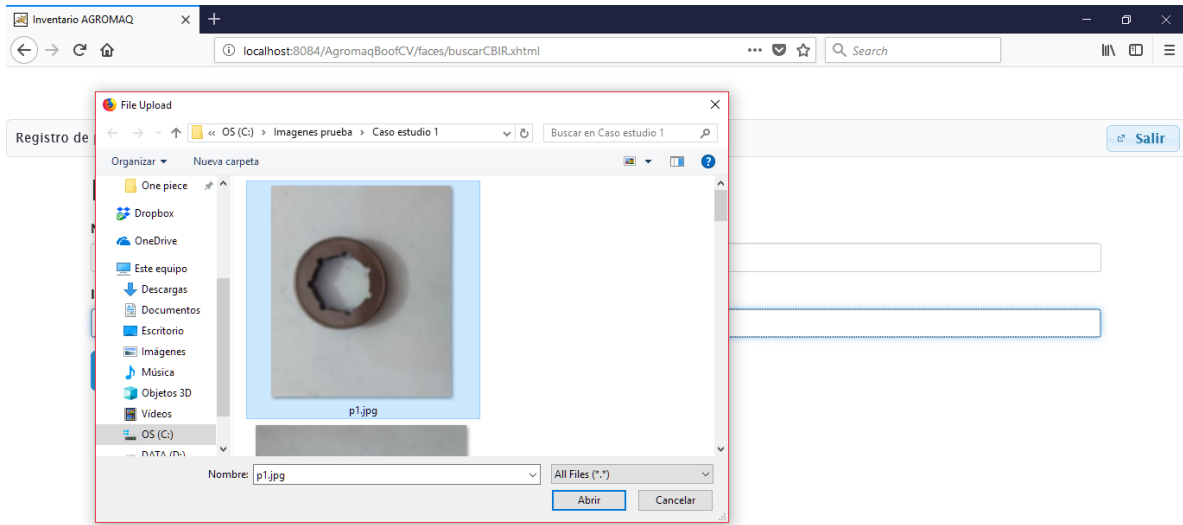 Inventario AGROMAQ
localhost:8084/AgromaqBoofCV/faces/buscarCBIR.xhtml
Search
File Upload
« OS (C:) › Imagenes prueba › Caso estudio 1
Buscar en Caso estudio 1
Registro de
Salir
Organizar
Nueva carpeta
One piece
Dropbox
OneDrive
Este equipo
Descargas
Documentos
Escritorio
Imágenes
Música
Objetos 3D
Vídeos
OS (C:)
DATA (D:)
p1.jpg
Nombre: p1.jpg
All Files (*.*)
Abrir
Cancelar